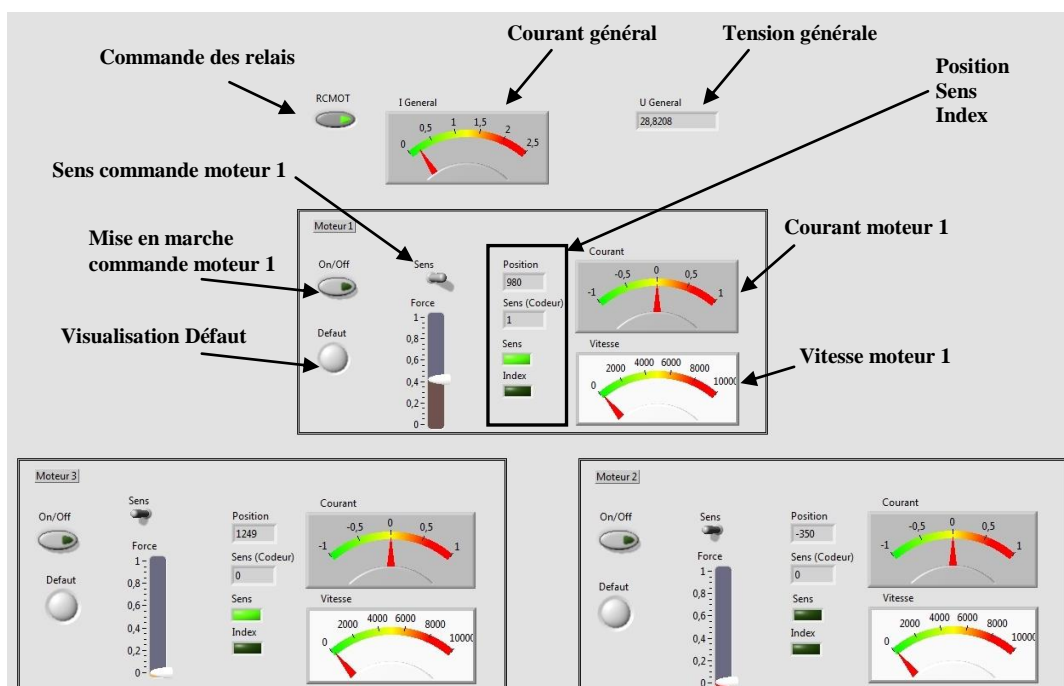 Courant général
Tension générale
Commande des relais
Position
Sens
Index
RCMOT
I General
0 0,5 1 1,5 2 2,5
U General
28,8208
Sens commande moteur 1
Mise en marche
commande moteur 1
Visualisation Défaut
Courant moteur 1
Vitesse moteur 1
Moteur 1
On/Off
Defaut
Sens
Force
1-
0,8-
0,6-
0,4-
0,2-
0-
Position
980
Sens (Codeur)
1
Sens
Index
Courant
-1 -0,5 0 0,5 1
Vitesse
0 2000 4000 6000 8000 10000
Moteur 3
On/Off
Defaut
Sens
Force
1-
0,8-
0,6-
0,4-
0,2-
0-
Position
1249
Sens (Codeur)
0
Sens
Index
Courant
-1 -0,5 0 0,5 1
Vitesse
0 2000 4000 6000 8000 10000
Moteur 2
On/Off
Defaut
Sens
Force
1-
0,8-
0,6-
0,4-
0,2-
0-
Position
-350
Sens (Codeur)
0
Sens
Index
Courant
-1 -0,5 0 0,5 1
Vitesse
0 2000 4000 6000 8000 10000